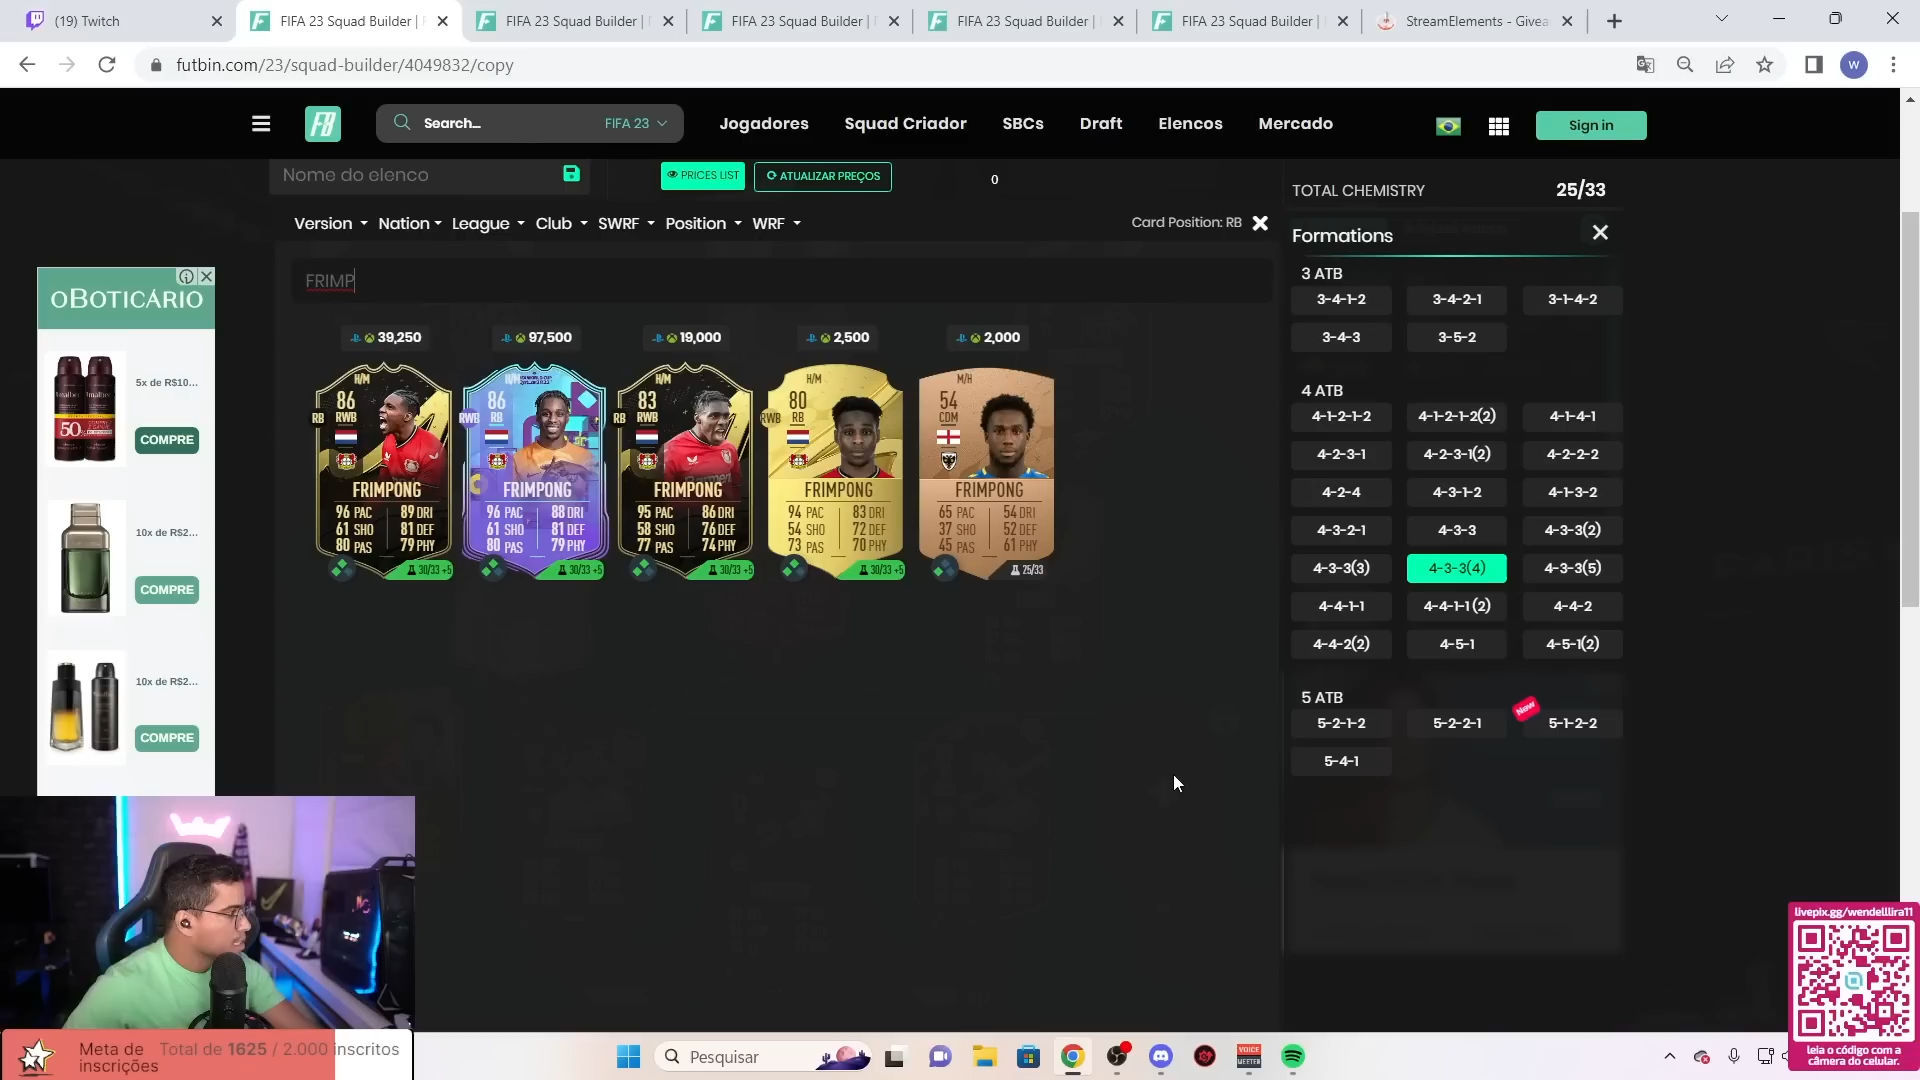 (19) Twitch
FIFA 23 Squad Builder |
FIFA 23 Squad Builder |
FIFA 23 Squad Builder |
FIFA 23 Squad Builder |
FIFA 23 Squad Builder |
StreamElements - Givea
futbin.com/23/squad-builder/4049832/copy
W
FB
Search...
FIFA 23
Jogadores
Squad Criador
SBCs
Draft
Elencos
Mercado
Sign in
Nome do elenco
PRICES LIST
ATUALIZAR PREÇOS
0
TOTAL CHEMISTRY
25/33
Version
Nation
League
Club
SWRF
Position
WRF
Card Position: RB
Formations
FRIMP
39,250
97,500
19,000
2,500
2,000
H/M
86
RB
RWB
FRIMPONG
96 PAC 89 DRI
61 SHO 81 DEF
80 PAS 79 PHY
30/33 +5
86
RWB
RB
FRIMPONG
96 PAC 88 DRI
61 SHO 81 DEF
80 PAS 79 PHY
30/33 +5
H/M
83
RB
RWB
FRIMPONG
95 PAC 86 DRI
58 SHO 76 DEF
77 PAS 74 PHY
30/33 +5
H/M
80
RWB
RB
FRIMPONG
94 PAC 83 DRI
54 SHO 72 DEF
73 PAS 70 PHY
30/33 +5
M/H
54
CDM
FRIMPONG
65 PAC 54 DRI
37 SHO 52 DEF
45 PAS 61 PHY
25/33
3 ATB
3-4-1-2 3-4-2-1 3-1-4-2
3-4-3 3-5-2
4 ATB
4-1-2-1-2 4-1-2-1-2(2) 4-1-4-1
4-2-3-1 4-2-3-1(2) 4-2-2-2
4-2-4 4-3-1-2 4-1-3-2
4-3-2-1 4-3-3 4-3-3(2)
4-3-3(3) 4-3-3(4) 4-3-3(5)
4-4-1-1 4-4-1-1 (2) 4-4-2
4-4-2(2) 4-5-1 4-5-1(2)
5 ATB
New
5-2-1-2 5-2-2-1 5-1-2-2
5-4-1
oBOTICÁRIO
5x de R$10...
50%
COMPRE
10x de R$2...
COMPRE
10x de R$2...
COMPRE
Meta de
inscrições
Total de 1625 / 2.000 inscritos
Pesquisar
VOICE
MEETER
livepix.gg/wendelllira11
leia o código com a
câmera do celular.